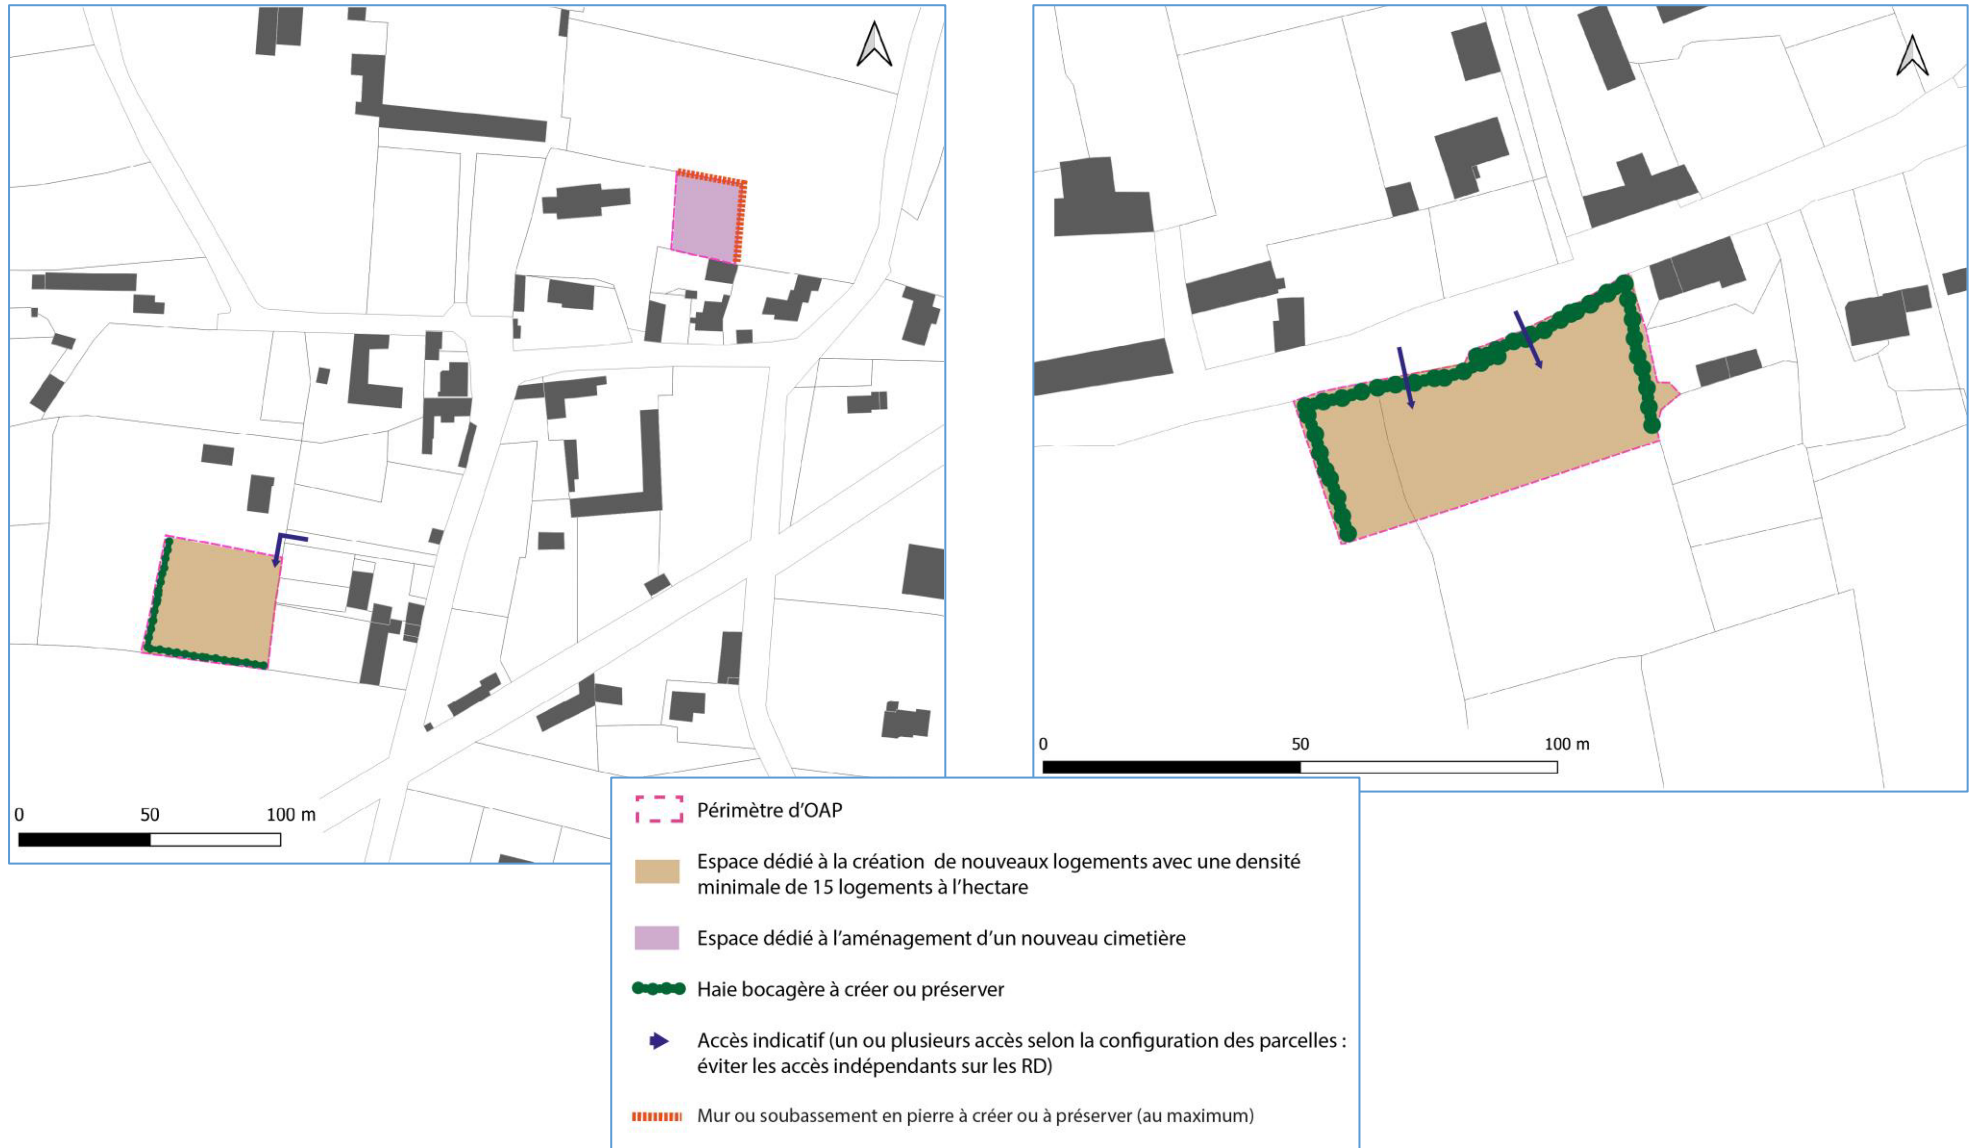 0 50 100 m
0 50 100 m
Périmètre d'OAP
Espace dédié à la création de nouveaux logements avec une densité
minimale de 15 logements à l'hectare
Espace dédié à l'aménagement d'un nouveau cimetière
Haie bocagère à créer ou préserver
Accès indicatif (un ou plusieurs accès selon la configuration des parcelles :
éviter les accès indépendants sur les RD)
Mur ou soubassement en pierre à créer ou à préserver (au maximum)